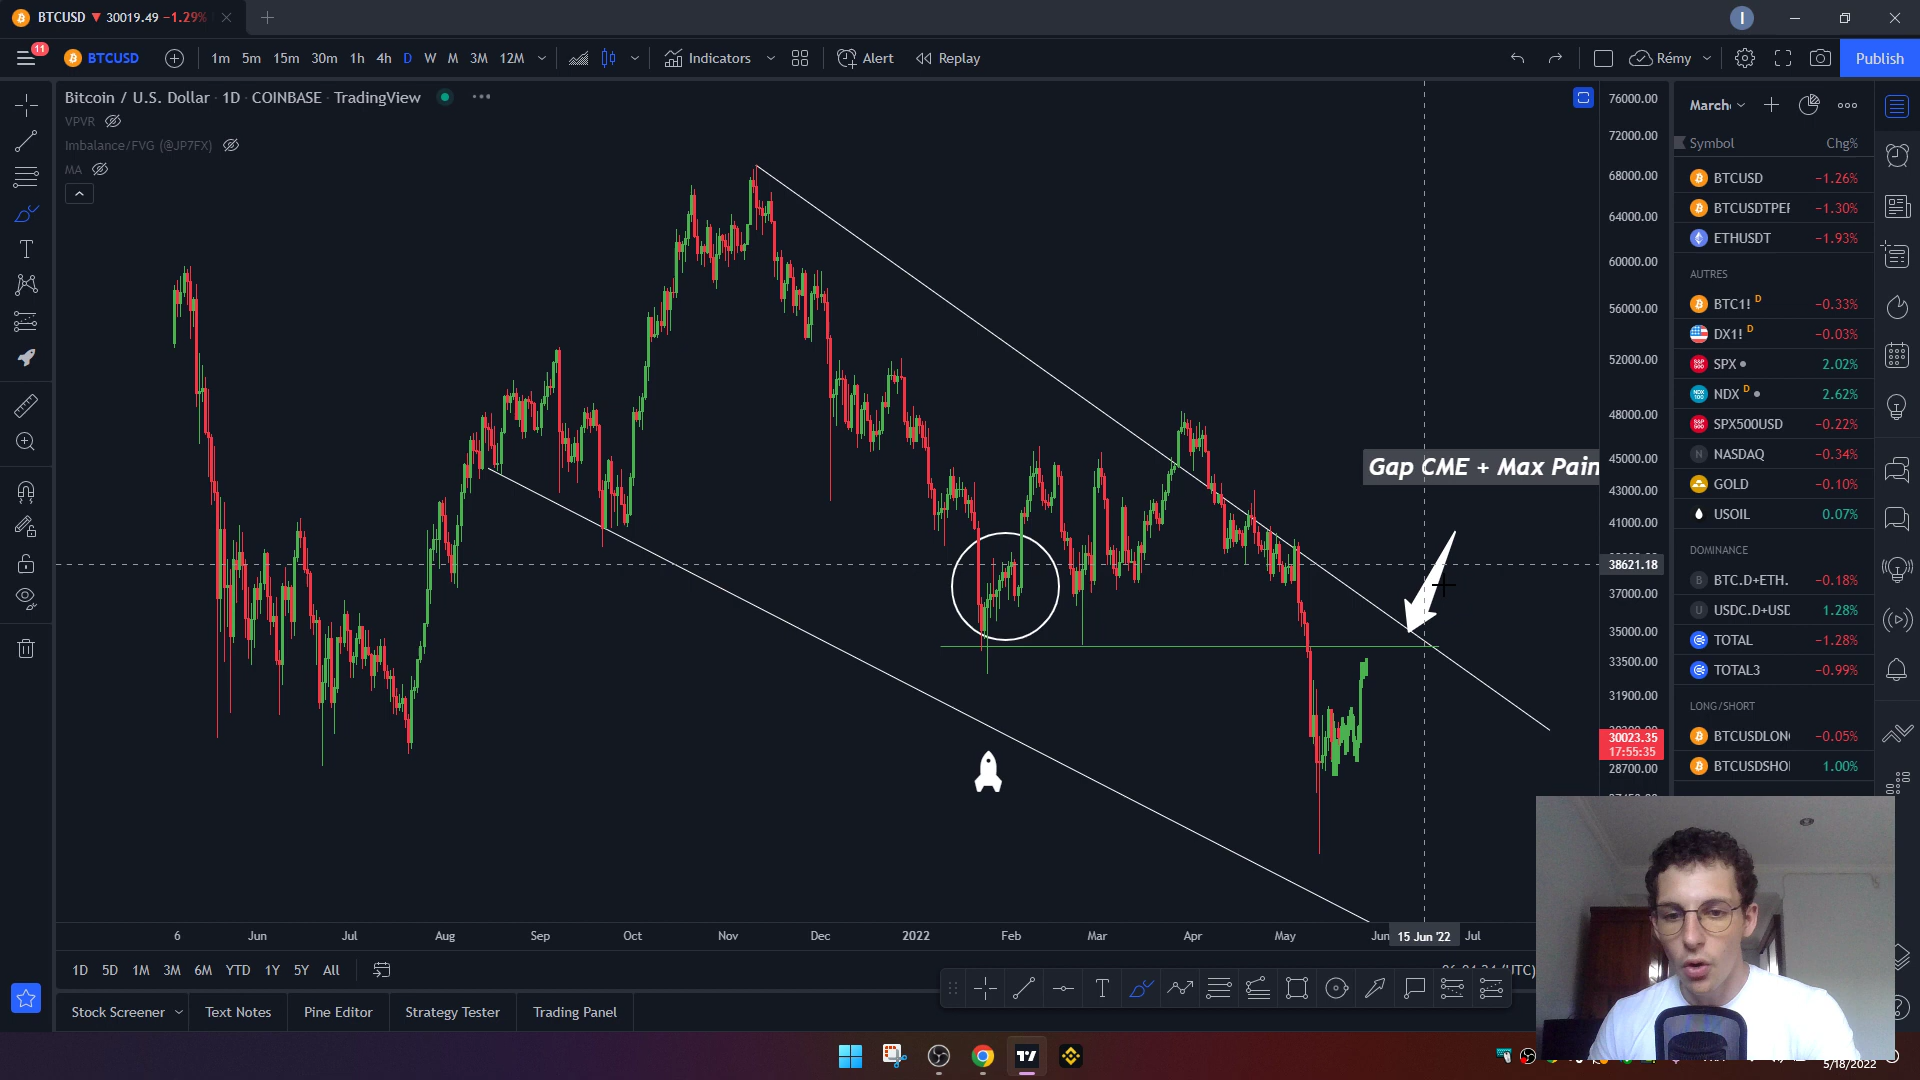 BTCUSD ▼ 30019.49 −1.29%
I
11
BTCUSD 1m 5m 15m 30m 1h 4h D W M 3M 12M Indicators Alert Replay Rémy Publish
Bitcoin / U.S. Dollar · 1D · COINBASE · TradingView
VPVR
Imbalance/FVG (@JP7FX)
MA
Gap CME + Max Pain
76000.00
72000.00
68000.00
64000.00
60000.00
56000.00
52000.00
48000.00
45000.00
43000.00
41000.00
38621.18
37000.00
35000.00
33500.00
31900.00
30023.35
17:55:35
28700.00
6 Jun Jul Aug Sep Oct Nov Dec 2022 Feb Mar Apr May Jun 15 Jun '22 Jul
1D 5D 1M 3M 6M YTD 1Y 5Y All
Stock Screener Text Notes Pine Editor Strategy Tester Trading Panel
Symbol Chg%
BTCUSD −1.26%
BTCUSDTPEI −1.30%
ETHUSDT −1.93%
AUTRES
BTC1! D −0.33%
DX1! D −0.03%
SPX 2.02%
NDX D 2.62%
SPX500USD −0.22%
NASDAQ −0.34%
GOLD −0.10%
USOIL 0.07%
DOMINANCE
BTC.D+ETH. −0.18%
USDC.D+USD 1.28%
TOTAL −1.28%
TOTAL3 −0.99%
LONG/SHORT
BTCUSDLON −0.05%
BTCUSDSHO 1.00%
5/18/2022